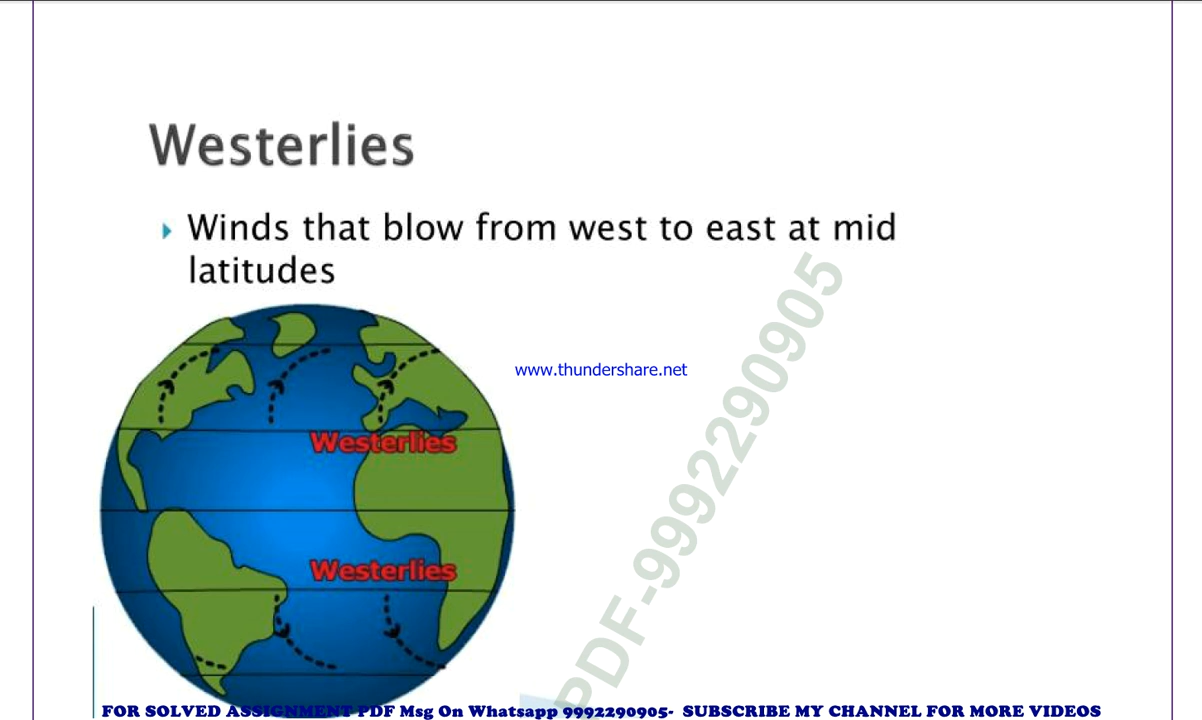 Westerlies
Winds that blow from west to east at mid
latitudes
www.thundershare.net
Westerlies
Westerlies
PDF-9992290905
FOR SOLVED ASSIGNMENT PDF Msg On Whatsapp 9992290905- SUBSCRIBE MY CHANNEL FOR MORE VIDEOS